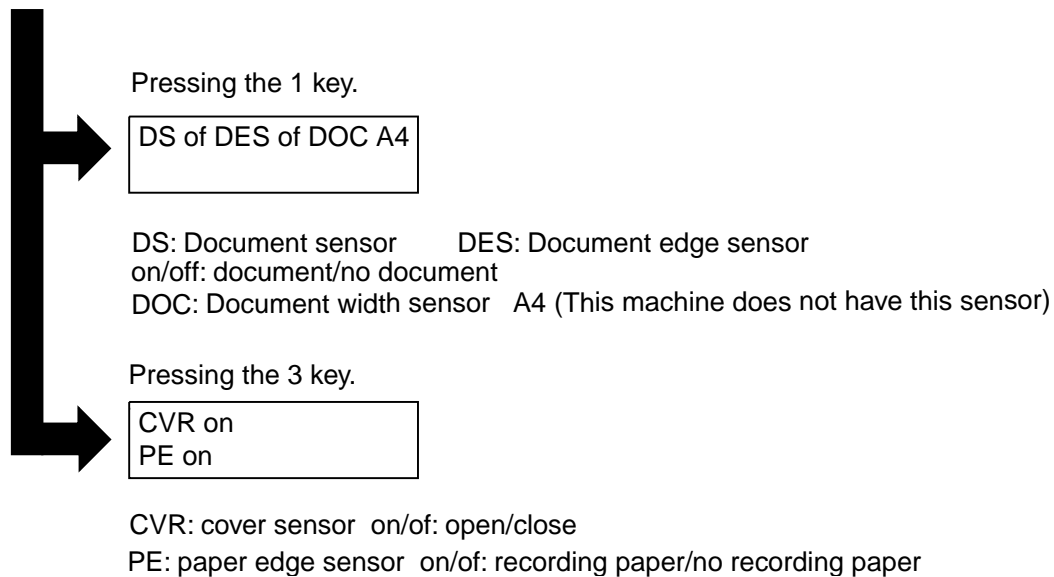 Pressing the 1 key.
DS of DES of DOC A4
DS: Document sensor DES: Document edge sensor
on/off: document/no document
DOC: Document width sensor A4 (This machine does not have this sensor)
Pressing the 3 key.
CVR on
PE on
CVR: cover sensor on/of: open/close
PE: paper edge sensor on/of: recording paper/no recording paper